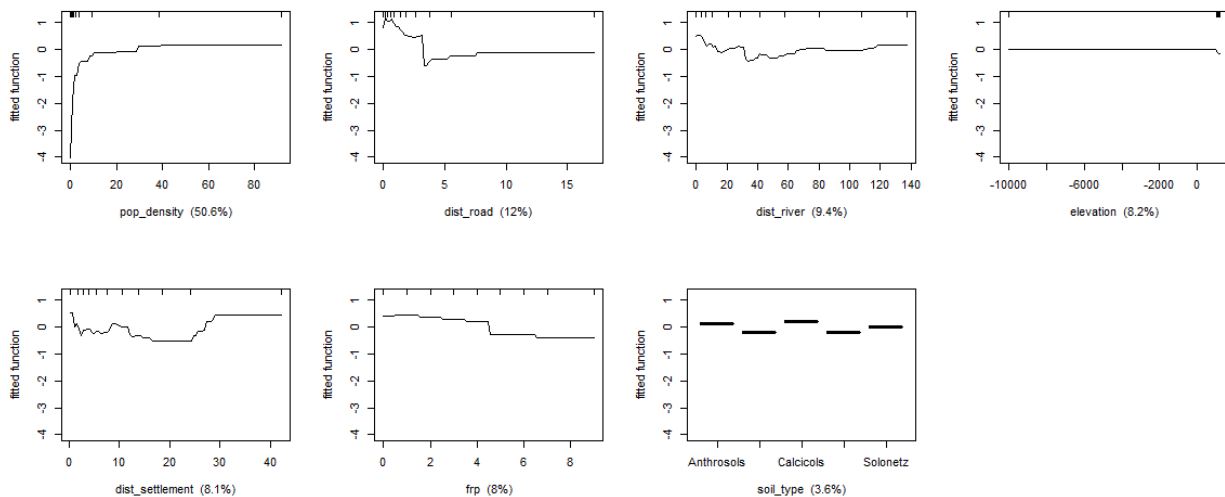 fitted function
1
0
-1
-2
-3
-4
0 20 40 60 80
pop_density (50.6%)
fitted function
1
0
-1
-2
-3
-4
0 5 10 15
dist_road (12%)
fitted function
1
0
-1
-2
-3
-4
0 20 40 60 80 100 120 140
dist_river (9.4%)
fitted function
1
0
-1
-2
-3
-4
-10000 -6000 -2000 0
elevation (8.2%)
fitted function
1
0
-1
-2
-3
-4
0 10 20 30 40
dist_settlement (8.1%)
fitted function
1
0
-1
-2
-3
-4
0 2 4 6 8
frp (8%)
fitted function
1
0
-1
-2
-3
-4
Anthrosols Calcicols Solonetz
soil_type (3.6%)